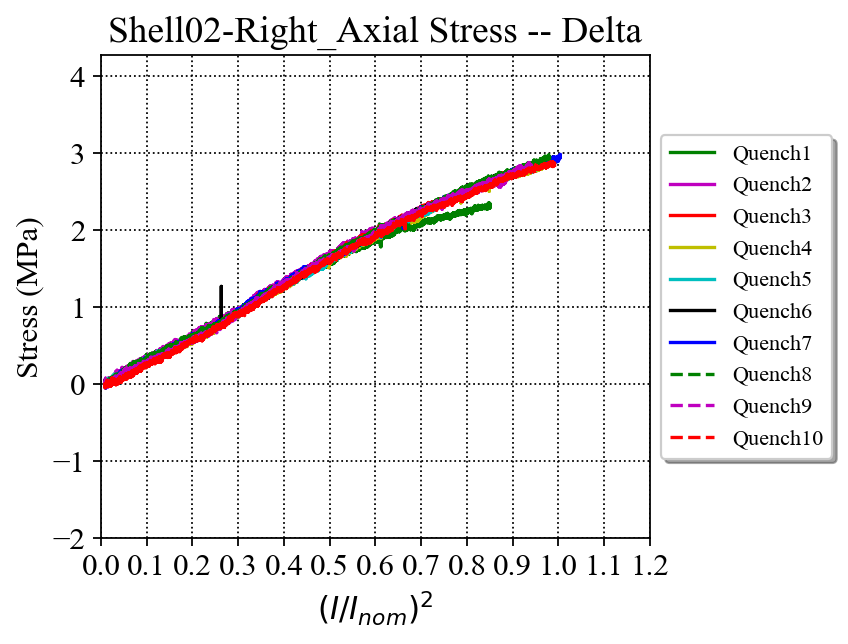 Shell02-Right_Axial Stress -- Delta
Stress (MPa)
4
3
2
1
0
−1
−2
0.0 0.1 0.2 0.3 0.4 0.5 0.6 0.7 0.8 0.9 1.0 1.1 1.2
(I/I_nom)^2
Quench1
Quench2
Quench3
Quench4
Quench5
Quench6
Quench7
Quench8
Quench9
Quench10